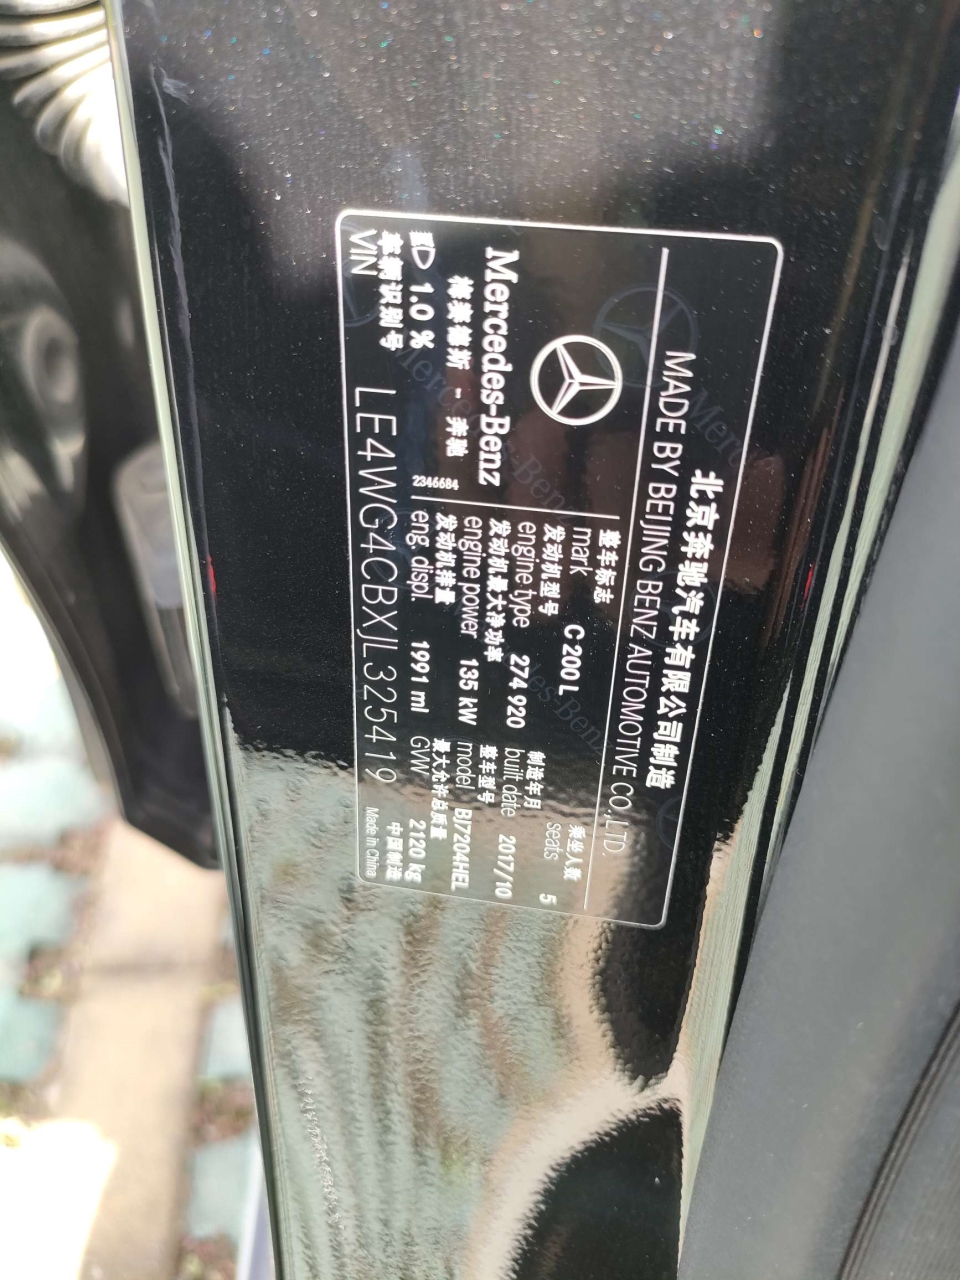 北京奔驰汽车有限公司制造
MADE BY BEIJING BENZ AUTOMOTIVE CO.,LTD.
Mercedes-Benz
梅赛德斯 - 奔驰
1.0 %
2346684
整车标志
mark C 200 L
乘坐人数
seats 5
发动机型号
engine type 274 920
制造年月
built date 2017/10
发动机最大净功率
engine power 135 kW
整车型号
model BJ7204HEL
发动机排量
eng. displ. 1991 ml
最大允许总质量
GVW 2120 kg
车辆识别号
VIN LE4WG4CBXJL325419
中国制造
Made in China